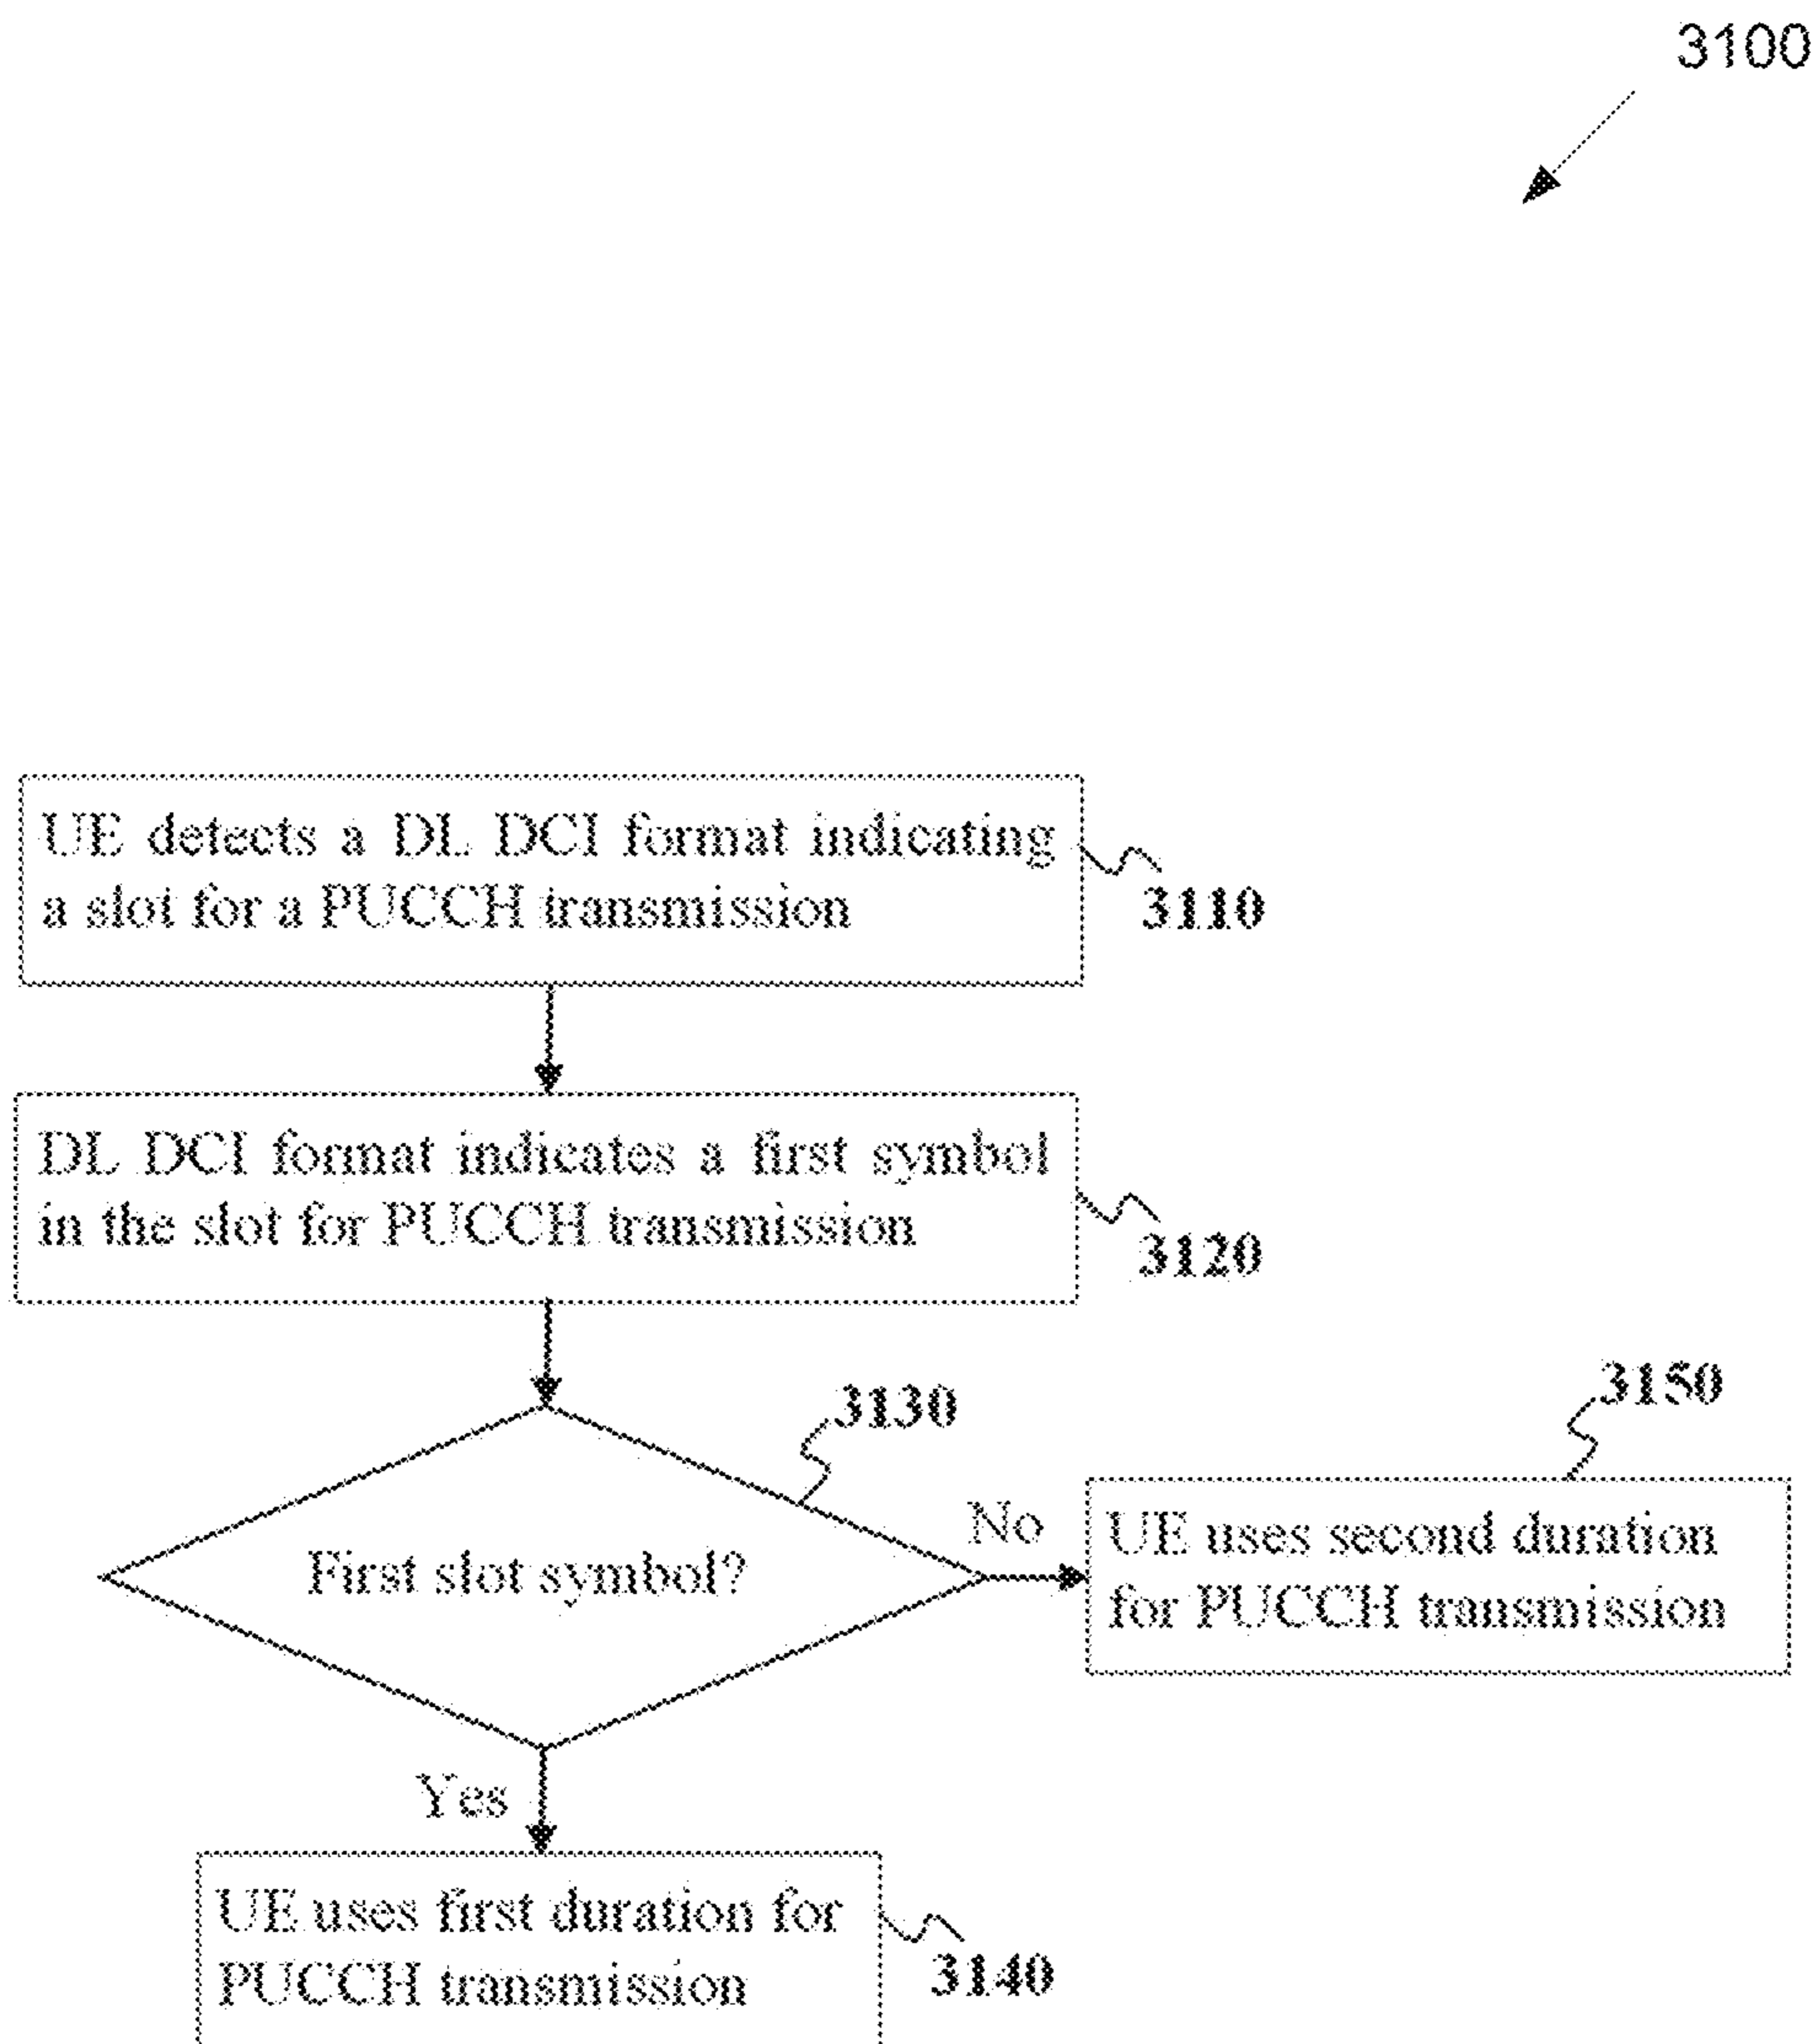 3100
UE detects a DL DCI format indicating
a slot for a PUCCH transmission
3110
DL DCI format indicates a first symbol
in the slot for PUCCH transmission
3120
3130
3150
First slot symbol?
No
UE uses second duration
for PUCCH transmission
Yes
UE uses first duration for
PUCCH transmission
3140